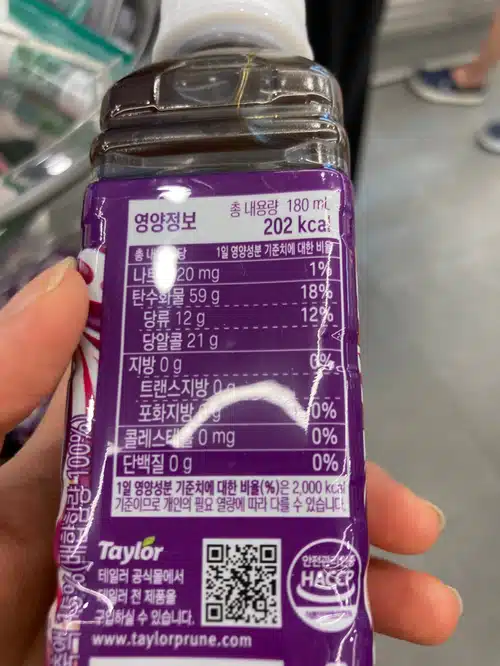 영양정보
총 내용량 180 mL
202 kcal
1일 영양성분 기준치에 대한 비율
20 mg 1%
탄수화물 59 g 18%
당류 12 g 12%
당알콜 21 g
지방 0 g 0%
트랜스지방 0 g
포화지방 0 g 0%
콜레스테롤 0 mg 0%
단백질 0 g 0%
1일 영양성분 기준치에 대한 비율(%)은 2,000 kcal
기준이므로 개인의 필요 열량에 따라 다를 수 있습니다.
Taylor
테일러 공식몰에서
테일러 전 제품을
구입하실 수 있습니다.
www.taylorprune.com
HACCP
100%)